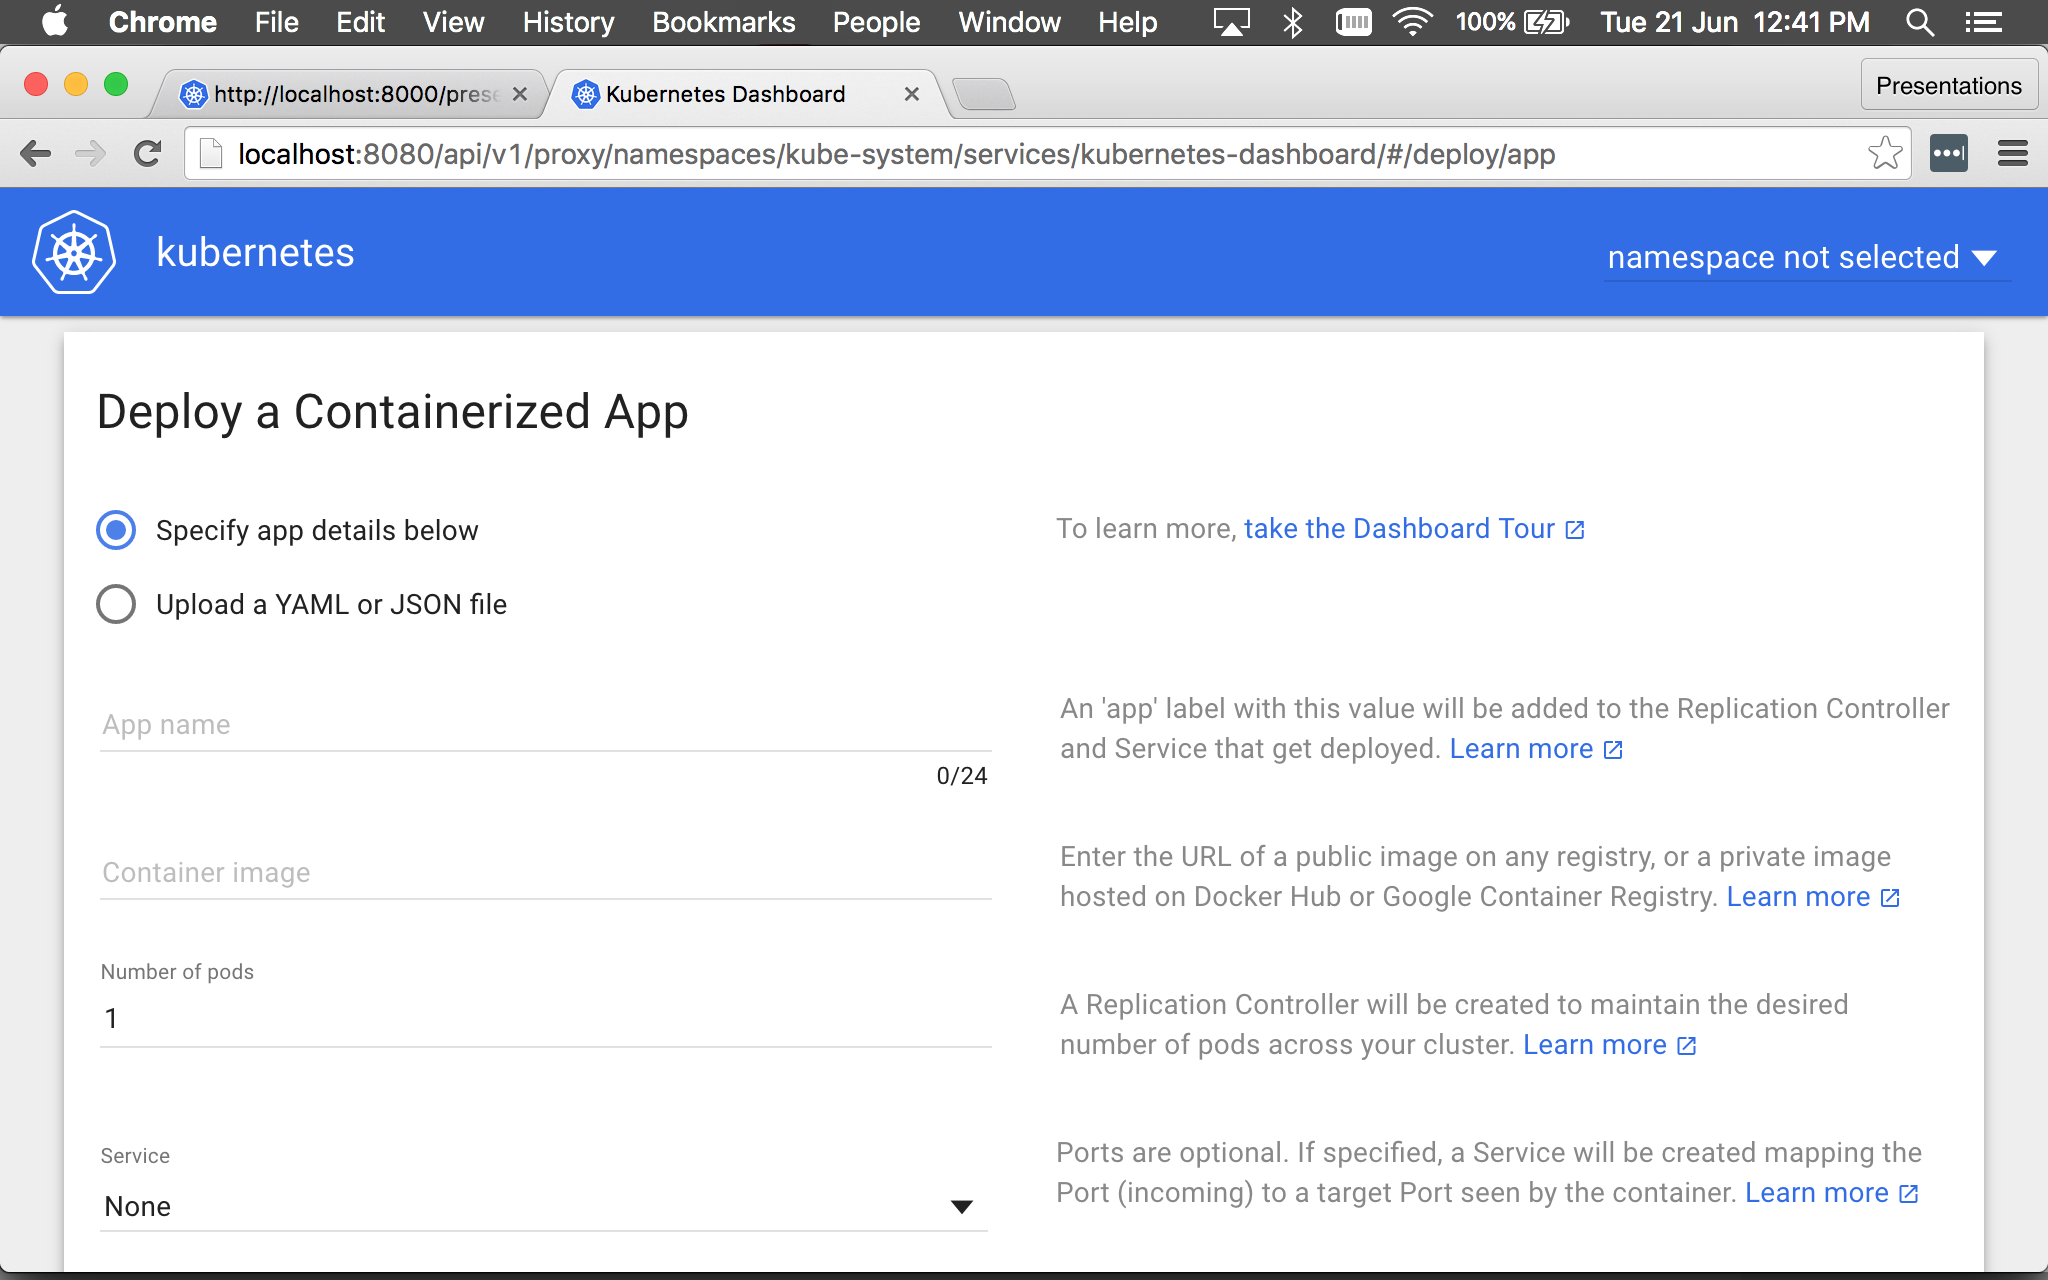 Chrome File Edit View History Bookmarks People Window Help 100% Tue 21 Jun 12:41 PM
http://localhost:8000/prese Kubernetes Dashboard Presentations
localhost:8080/api/v1/proxy/namespaces/kube-system/services/kubernetes-dashboard/#/deploy/app
kubernetes
namespace not selected
Deploy a Containerized App
Specify app details below
To learn more, take the Dashboard Tour
Upload a YAML or JSON file
App name
0/24
An 'app' label with this value will be added to the Replication Controller
and Service that get deployed. Learn more
Container image
Enter the URL of a public image on any registry, or a private image
hosted on Docker Hub or Google Container Registry. Learn more
Number of pods
1
A Replication Controller will be created to maintain the desired
number of pods across your cluster. Learn more
Service
None
Ports are optional. If specified, a Service will be created mapping the
Port (incoming) to a target Port seen by the container. Learn more